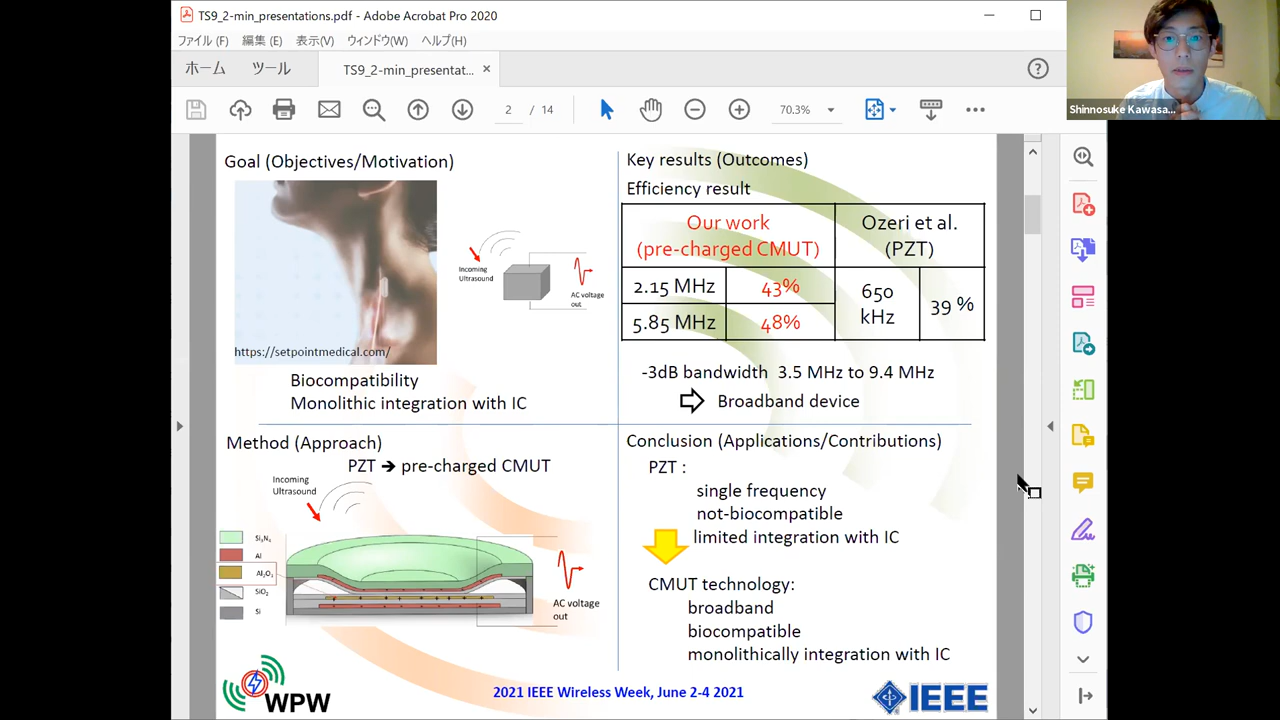 TS9_2-min_presentations.pdf - Adobe Acrobat Pro 2020
ファイル(F) 編集(E) 表示(V) ウィンドウ(W) ヘルプ(H)
ホーム ツール TS9_2-min_presentat... ×
2 / 14 70.3%
Shinnosuke Kawasa...
Goal (Objectives/Motivation)
Incoming
Ultrasound
AC voltage
out
https://setpointmedical.com/
Biocompatibility
Monolithic integration with IC
Key results (Outcomes)
Efficiency result
Our work
(pre-charged CMUT)
Ozeri et al.
(PZT)
2.15 MHz 43%
650
kHz
39 %
5.85 MHz 48%
-3dB bandwidth 3.5 MHz to 9.4 MHz
Broadband device
Method (Approach)
PZT ➔ pre-charged CMUT
Incoming
Ultrasound
Si₃N₄
Al
Al₂O₃
SiO₂
Si
AC voltage
out
Conclusion (Applications/Contributions)
PZT :
single frequency
not-biocompatible
limited integration with IC
CMUT technology:
broadband
biocompatible
monolithically integration with IC
WPW
2021 IEEE Wireless Week, June 2-4 2021
IEEE